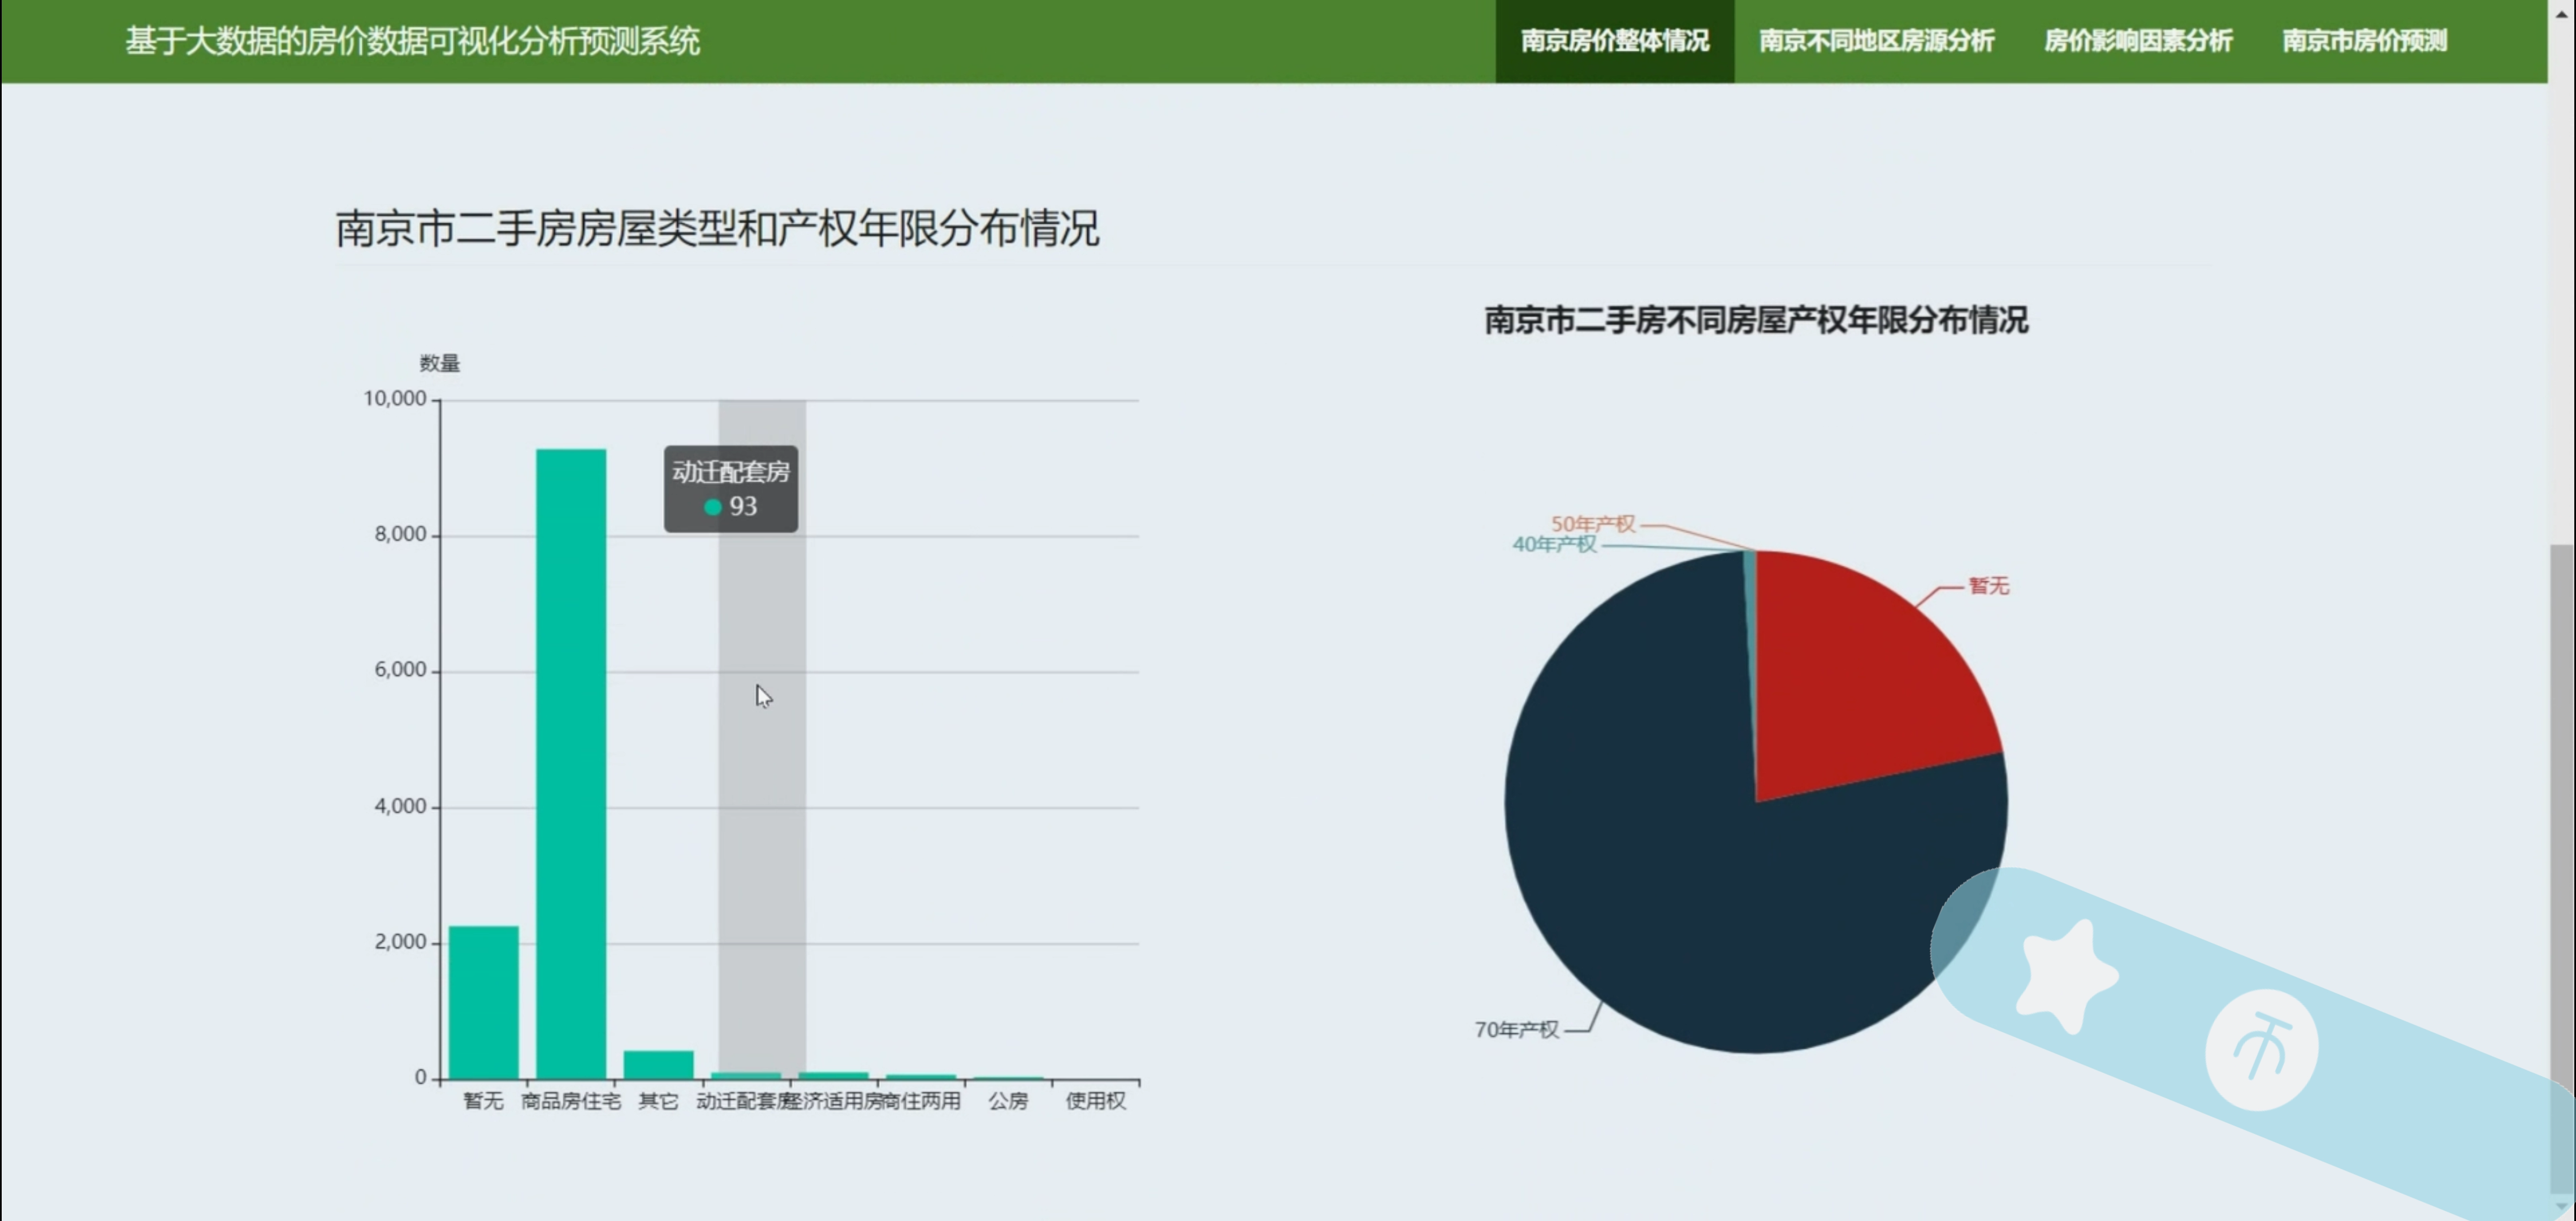 基于大数据的房价数据可视化分析预测系统
南京房价整体情况
南京不同地区房源分析
房价影响因素分析
南京市房价预测
南京市二手房房屋类型和产权年限分布情况
数量
10,000
8,000
6,000
4,000
2,000
0
动迁配套房
93
暂无
商品房住宅
其它
动迁配套房
经济适用房
商住两用
公房
使用权
南京市二手房不同房屋产权年限分布情况
50年产权
40年产权
暂无
70年产权